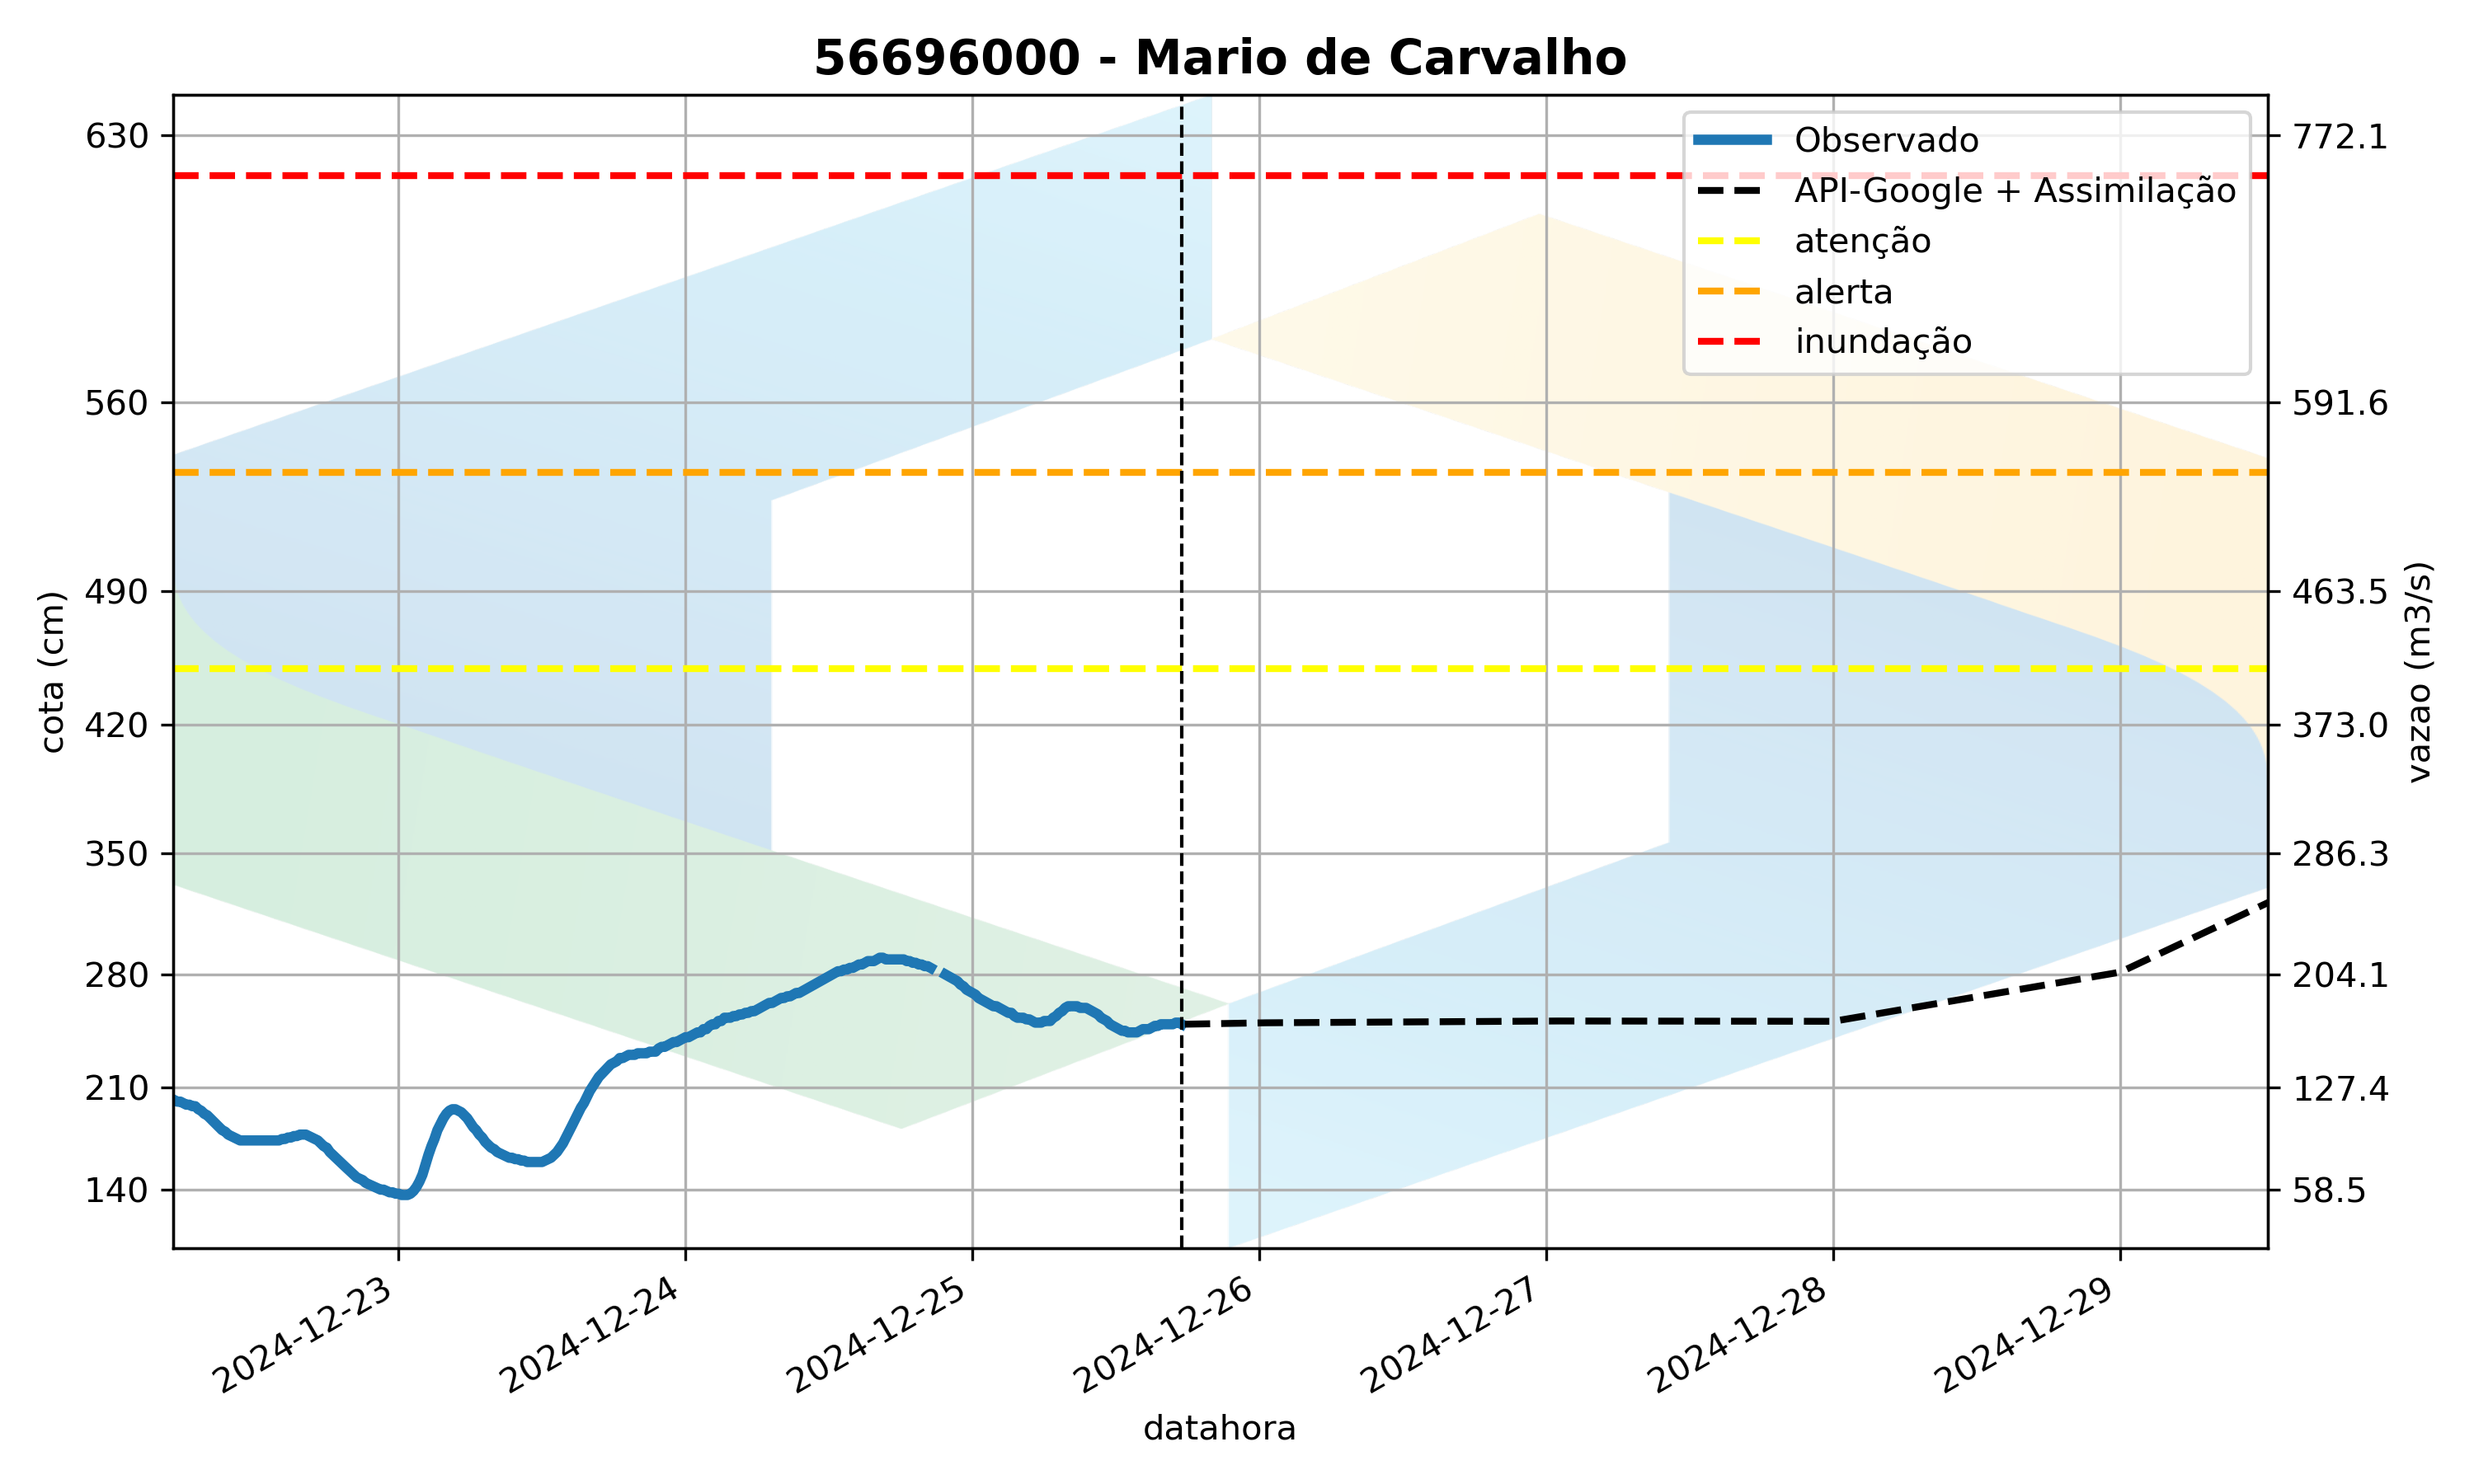 56696000 - Mario de Carvalho
Observado
API-Google + Assimilação
atenção
alerta
inundação
630
560
490
420
350
280
210
140
cota (cm)
772.1
591.6
463.5
373.0
286.3
204.1
127.4
58.5
vazao (m3/s)
2024-12-23
2024-12-24
2024-12-25
2024-12-26
2024-12-27
2024-12-28
2024-12-29
datahora